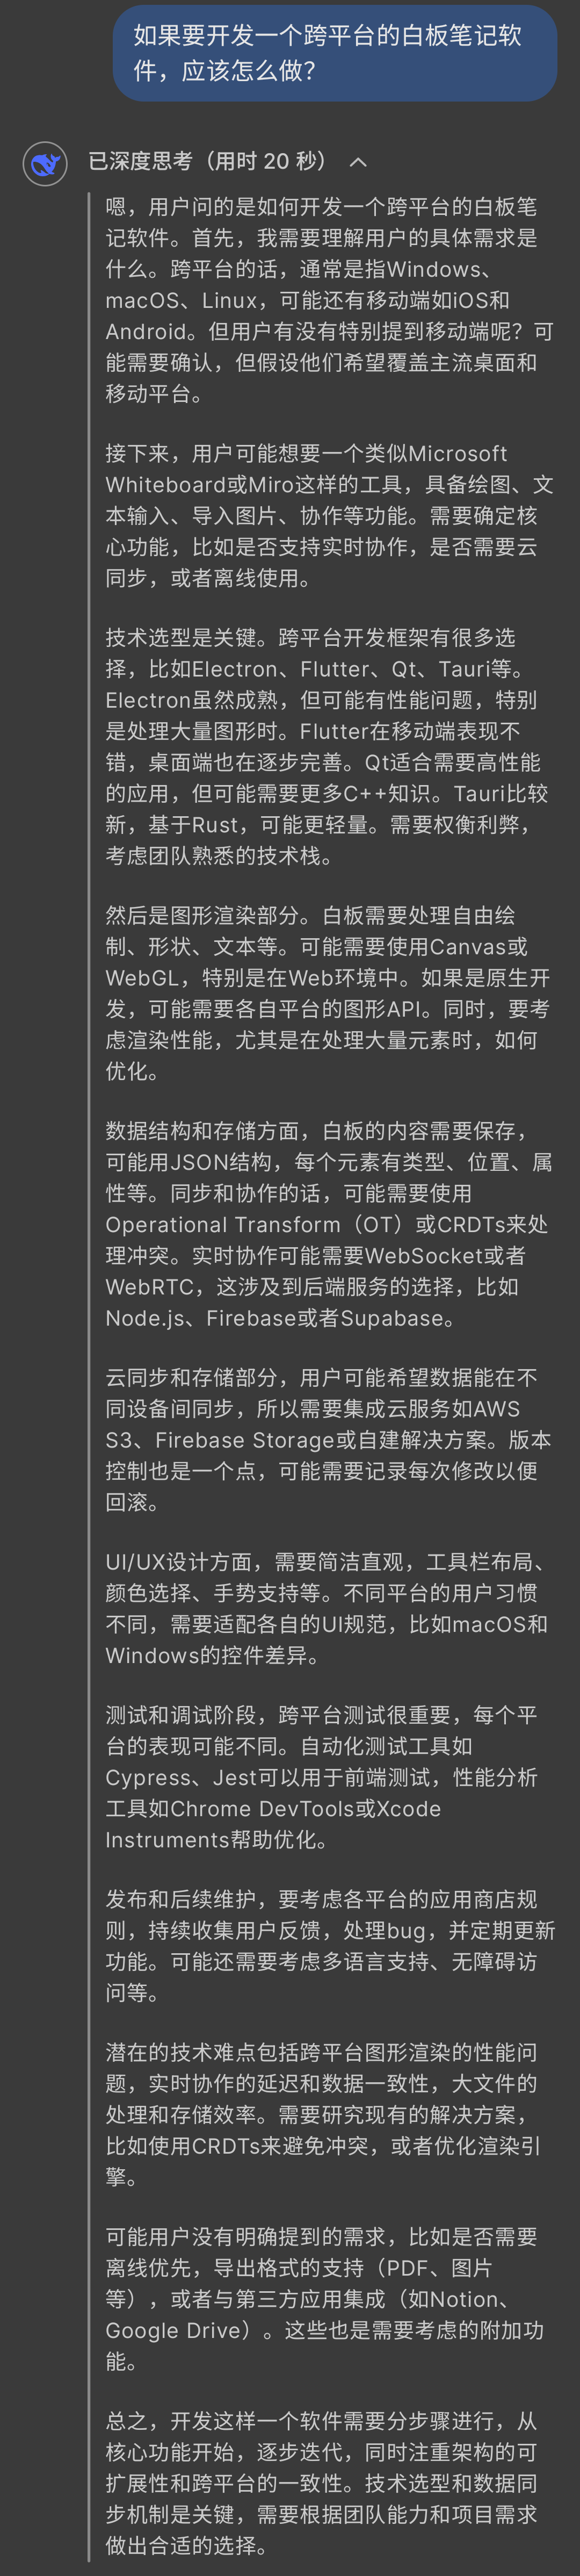 如果要开发一个跨平台的白板笔记软
件，应该怎么做？
已深度思考（用时 20 秒）
嗯，用户问的是如何开发一个跨平台的白板笔
记软件。首先，我需要理解用户的具体需求是
什么。跨平台的话，通常是指Windows、
macOS、Linux，可能还有移动端如iOS和
Android。但用户有没有特别提到移动端呢？可
能需要确认，但假设他们希望覆盖主流桌面和
移动平台。
接下来，用户可能想要一个类似Microsoft
Whiteboard或Miro这样的工具，具备绘图、文
本输入、导入图片、协作等功能。需要确定核
心功能，比如是否支持实时协作，是否需要云
同步，或者离线使用。
技术选型是关键。跨平台开发框架有很多选
择，比如Electron、Flutter、Qt、Tauri等。
Electron虽然成熟，但可能有性能问题，特别
是处理大量图形时。Flutter在移动端表现不
错，桌面端也在逐步完善。Qt适合需要高性能
的应用，但可能需要更多C++知识。Tauri比较
新，基于Rust，可能更轻量。需要权衡利弊，
考虑团队熟悉的技术栈。
然后是图形渲染部分。白板需要处理自由绘
制、形状、文本等。可能需要使用Canvas或
WebGL，特别是在Web环境中。如果是原生开
发，可能需要各自平台的图形API。同时，要考
虑渲染性能，尤其是在处理大量元素时，如何
优化。
数据结构和存储方面，白板的内容需要保存，
可能用JSON结构，每个元素有类型、位置、属
性等。同步和协作的话，可能需要使用
Operational Transform（OT）或CRDTs来处
理冲突。实时协作可能需要WebSocket或者
WebRTC，这涉及到后端服务的选择，比如
Node.js、Firebase或者Supabase。
云同步和存储部分，用户可能希望数据能在不
同设备间同步，所以需要集成云服务如AWS
S3、Firebase Storage或自建解决方案。版本
控制也是一个点，可能需要记录每次修改以便
回滚。
UI/UX设计方面，需要简洁直观，工具栏布局、
颜色选择、手势支持等。不同平台的用户习惯
不同，需要适配各自的UI规范，比如macOS和
Windows的控件差异。
测试和调试阶段，跨平台测试很重要，每个平
台的表现可能不同。自动化测试工具如
Cypress、Jest可以用于前端测试，性能分析
工具如Chrome DevTools或Xcode
Instruments帮助优化。
发布和后续维护，要考虑各平台的应用商店规
则，持续收集用户反馈，处理bug，并定期更新
功能。可能还需要考虑多语言支持、无障碍访
问等。
潜在的技术难点包括跨平台图形渲染的性能问
题，实时协作的延迟和数据一致性，大文件的
处理和存储效率。需要研究现有的解决方案，
比如使用CRDTs来避免冲突，或者优化渲染引
擎。
可能用户没有明确提到的需求，比如是否需要
离线优先，导出格式的支持（PDF、图片
等），或者与第三方应用集成（如Notion、
Google Drive）。这些也是需要考虑的附加功
能。
总之，开发这样一个软件需要分步骤进行，从
核心功能开始，逐步迭代，同时注重架构的可
扩展性和跨平台的一致性。技术选型和数据同
步机制是关键，需要根据团队能力和项目需求
做出合适的选择。